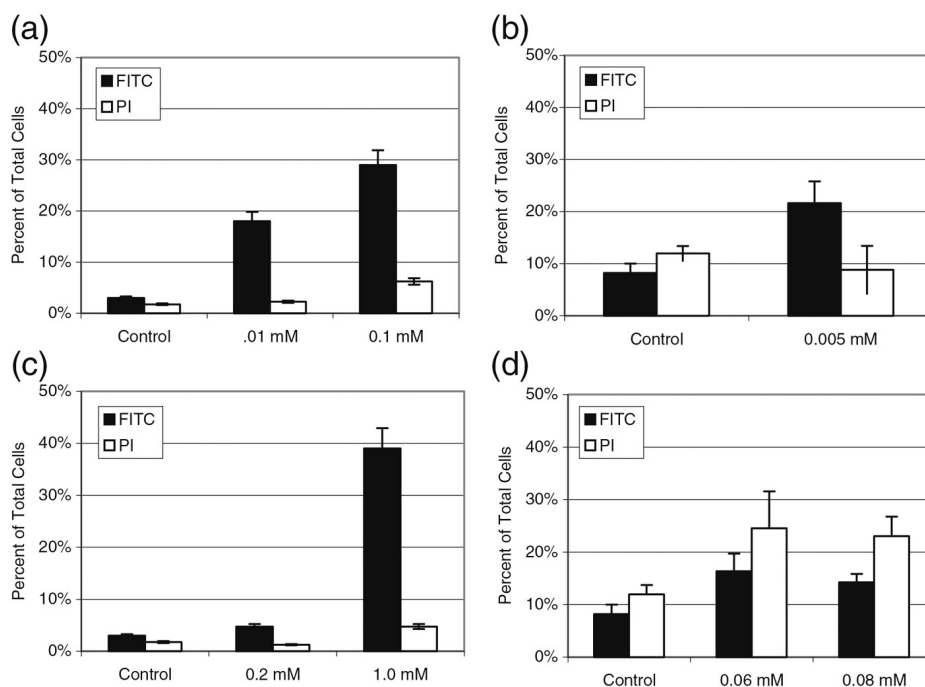 (a)
Percent of Total Cells
50%
40%
30%
20%
10%
0%
FITC
PI
Control .01 mM 0.1 mM
(b)
Percent of Total Cells
50%
40%
30%
20%
10%
0%
FITC
PI
Control 0.005 mM
(c)
Percent of Total Cells
50%
40%
30%
20%
10%
0%
FITC
PI
Control 0.2 mM 1.0 mM
(d)
Percent of Total Cells
50%
40%
30%
20%
10%
0%
FITC
PI
Control 0.06 mM 0.08 mM